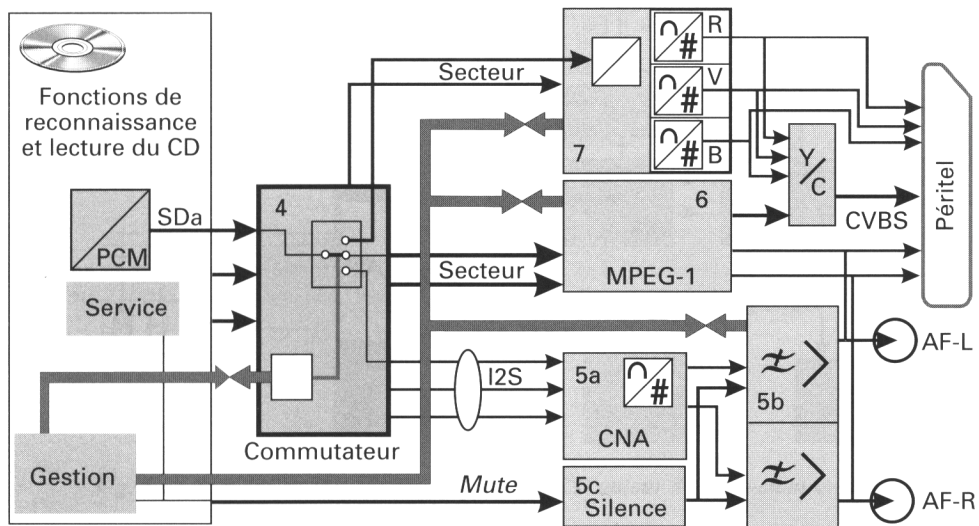 Fonctions de
reconnaissance
et lecture du CD
SDa
PCM
Service
Gestion
4
Commutateur
Secteur
Secteur
I2S
Mute
7
R
V
B
#
#
#
Y/C
CVBS
Péritel
6
MPEG-1
5a
#
CNA
5b
5c
Silence
AF-L
AF-R